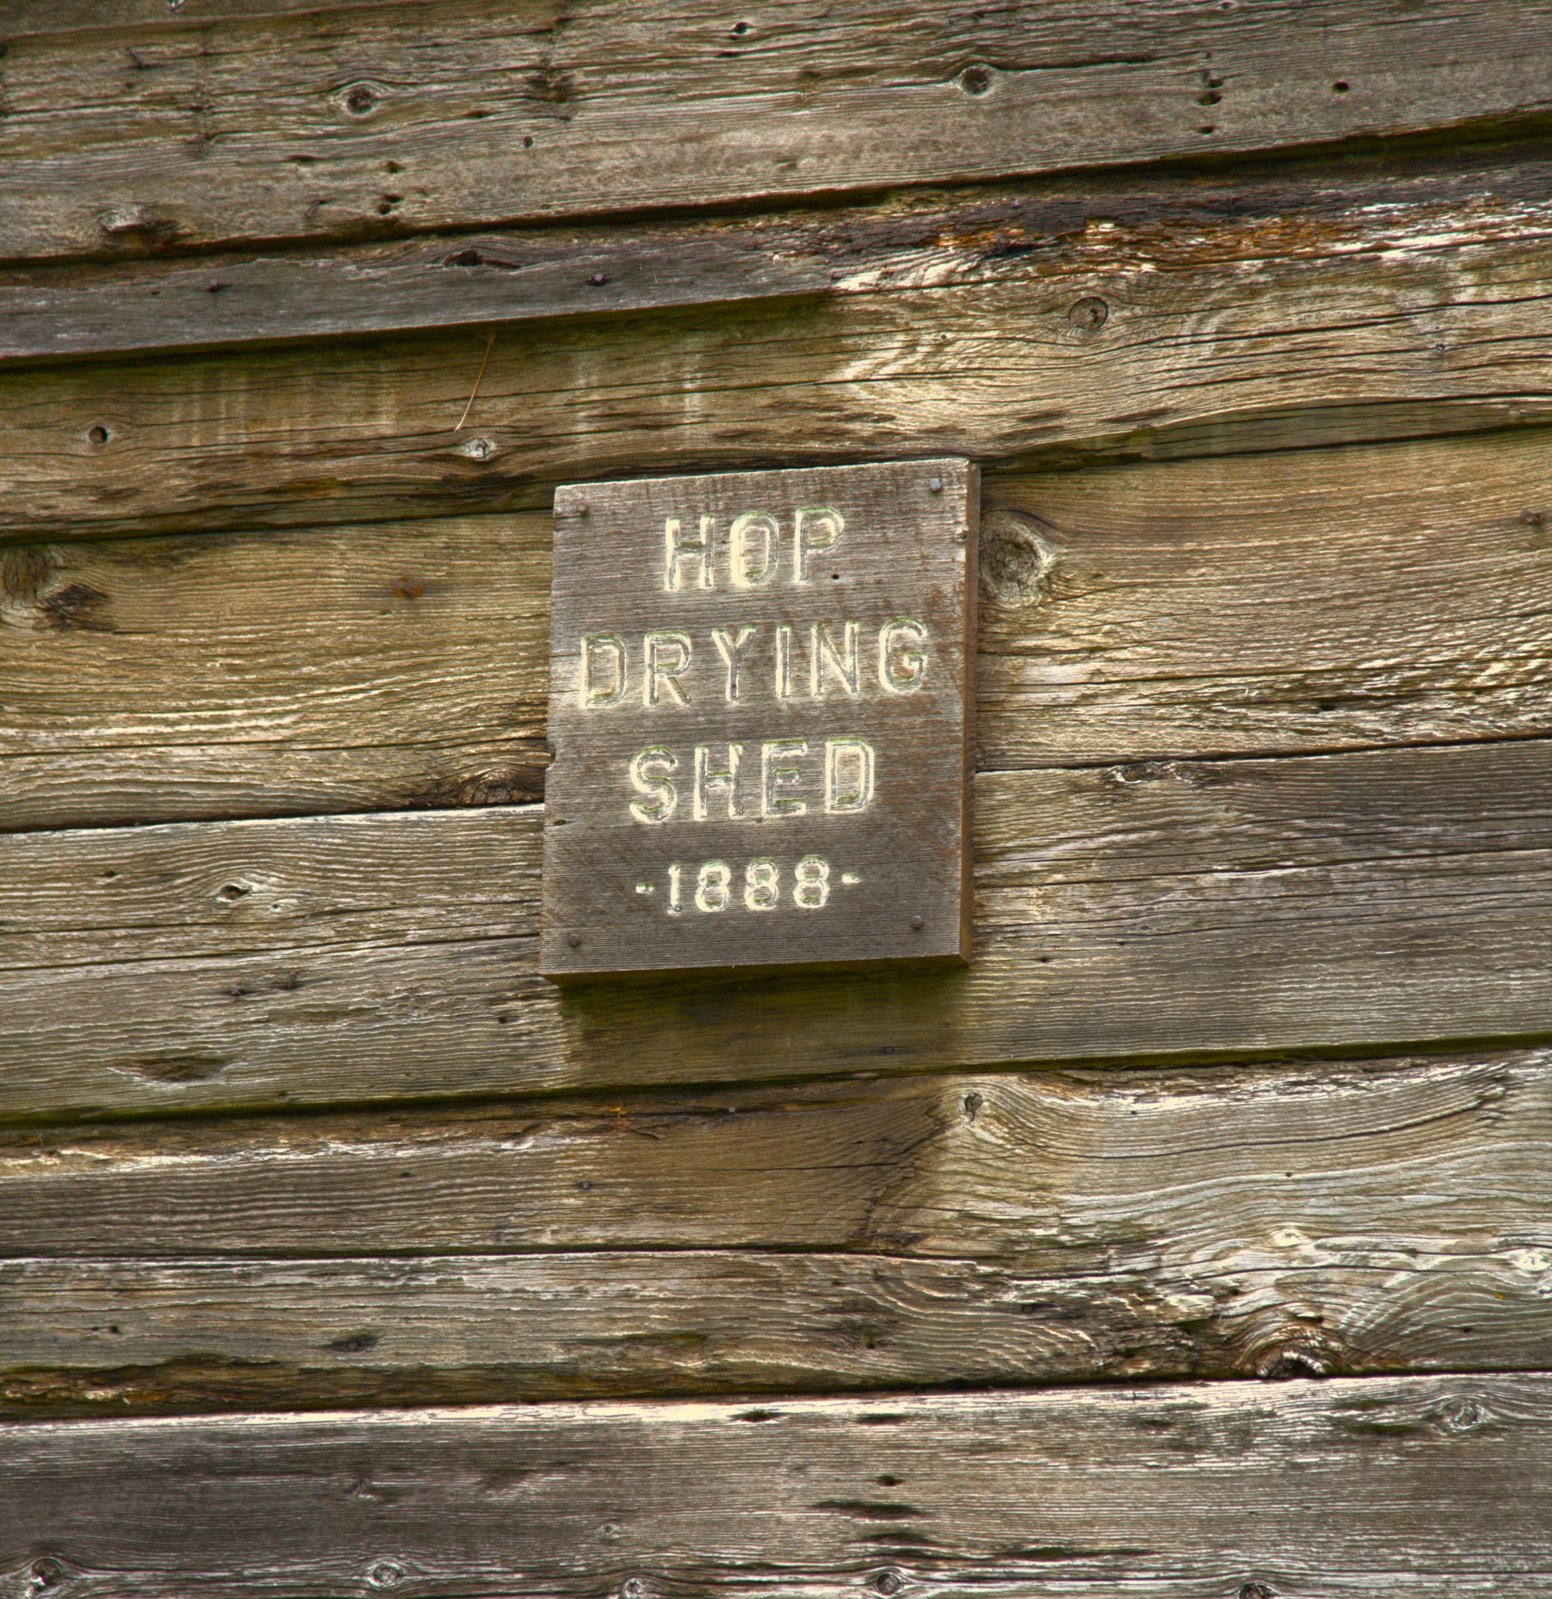 HOP
DRYING
SHED
-1888-